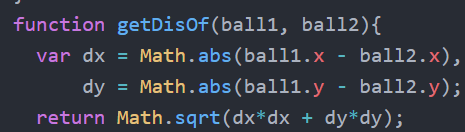 function getDisOf(ball1, ball2){
  var dx = Math.abs(ball1.x - ball2.x),
      dy = Math.abs(ball1.y - ball2.y);
  return Math.sqrt(dx*dx + dy*dy);